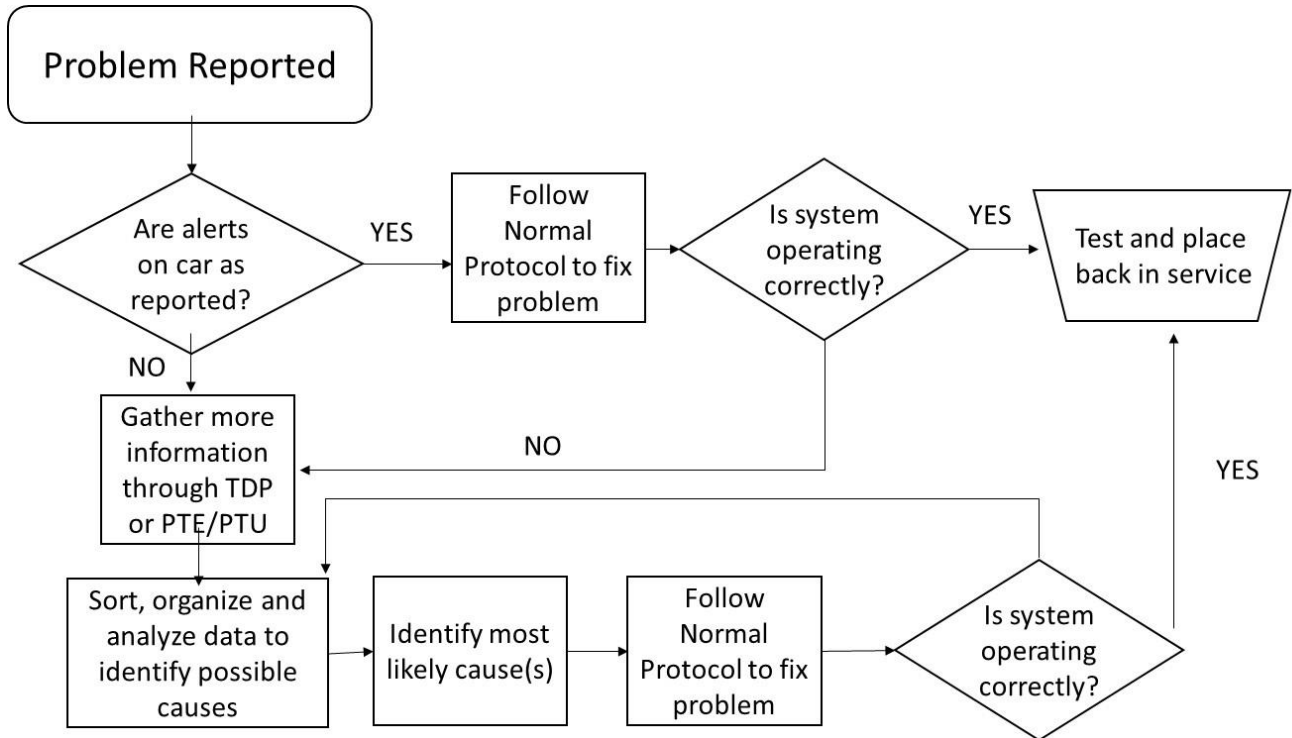 Problem Reported
Are alerts
on car as
reported?
YES
Follow
Normal
Protocol to fix
problem
Is system
operating
correctly?
YES
Test and place
back in service
NO
Gather more
information
through TDP
or PTE/PTU
NO
YES
Sort, organize and
analyze data to
identify possible
causes
Identify most
likely cause(s)
Follow
Normal
Protocol to fix
problem
Is system
operating
correctly?